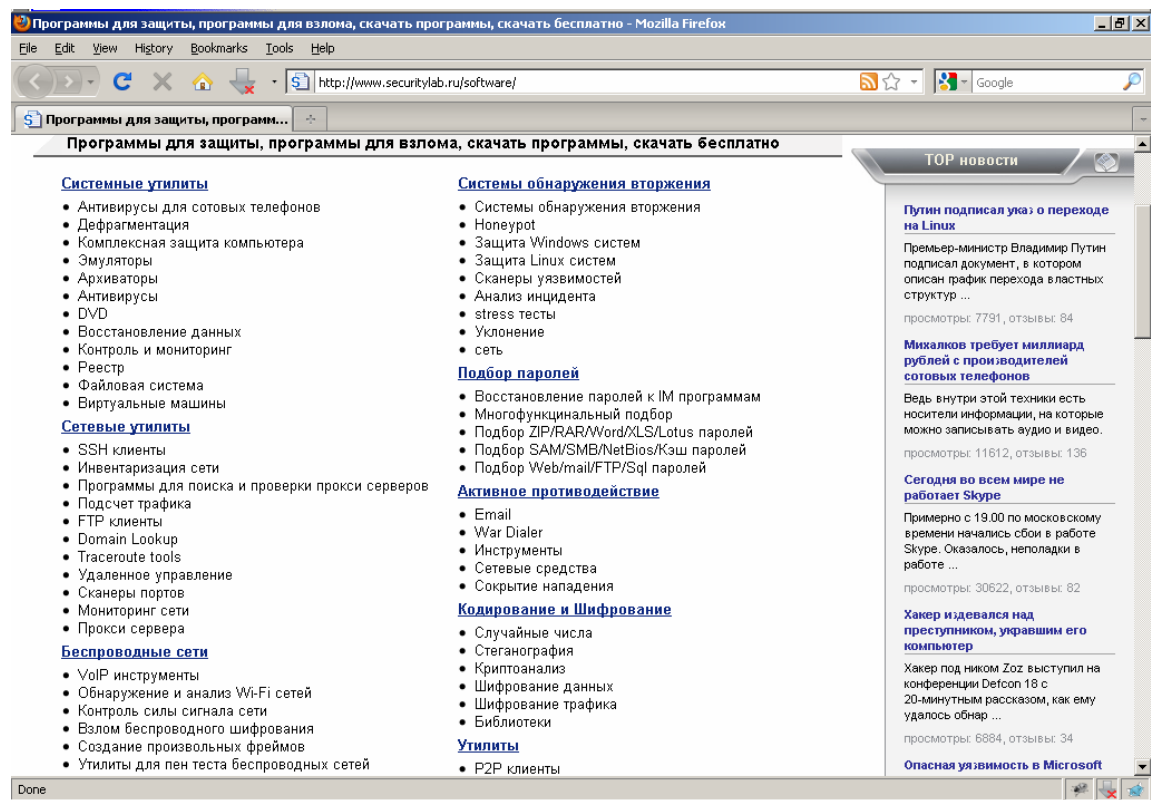 Программы для защиты, программы для взлома, скачать программы, скачать бесплатно - Mozilla Firefox
File Edit View History Bookmarks Tools Help
http://www.securitylab.ru/software/
Google
Программы для защиты, программ...
Программы для защиты, программы для взлома, скачать программы, скачать бесплатно
Системные утилиты
Антивирусы для сотовых телефонов
Дефрагментация
Комплексная защита компьютера
Эмуляторы
Архиваторы
Антивирусы
DVD
Восстановление данных
Контроль и мониторинг
Реестр
Файловая система
Виртуальные машины
Сетевые утилиты
SSH клиенты
Инвентаризация сети
Программы для поиска и проверки прокси серверов
Подсчет трафика
FTP клиенты
Domain Lookup
Traceroute tools
Удаленное управление
Сканеры портов
Мониторинг сети
Прокси сервера
Беспроводные сети
VoIP инструменты
Обнаружение и анализ Wi-Fi сетей
Контроль силы сигнала сети
Взлом беспроводного шифрования
Создание произвольных фреймов
Утилиты для пен теста беспроводных сетей
Системы обнаружения вторжения
Системы обнаружения вторжения
Honeypot
Защита Windows систем
Защита Linux систем
Сканеры уязвимостей
Анализ инцидента
stress тесты
Уклонение
сеть
Подбор паролей
Восстановление паролей к IM программам
Многофункцинальный подбор
Подбор ZIP/RAR/Word/XLS/Lotus паролей
Подбор SAM/SMB/NetBios/Кэш паролей
Подбор Web/mail/FTP/Sql паролей
Активное противодействие
Email
War Dialer
Инструменты
Сетевые средства
Сокрытие нападения
Кодирование и Шифрование
Случайные числа
Стеганография
Криптоанализ
Шифрование данных
Шифрование трафика
Библиотеки
Утилиты
P2P клиенты
TOP новости
Путин подписал указ о переходе
на Linux
Премьер-министр Владимир Путин
подписал документ, в котором
описан график перехода властных
структур ...
просмотры: 7791, отзывы: 84
Михалков требует миллиард
рублей с производителей
сотовых телефонов
Ведь внутри этой техники есть
носители информации, на которые
можно записывать аудио и видео.
просмотры: 11612, отзывы: 136
Сегодня во всем мире не
работает Skype
Примерно с 19.00 по московскому
времени начались сбои в работе
Skype. Оказалось, неполадки в
работе ...
просмотры: 30622, отзывы: 82
Хакер издевался над
преступником, укравшим его
компьютер
Хакер под ником Zoz выступил на
конференции Defcon 18 с
20-минутным рассказом, как ему
удалось обнар ...
просмотры: 6884, отзывы: 34
Опасная уязвимость в Microsoft
Done